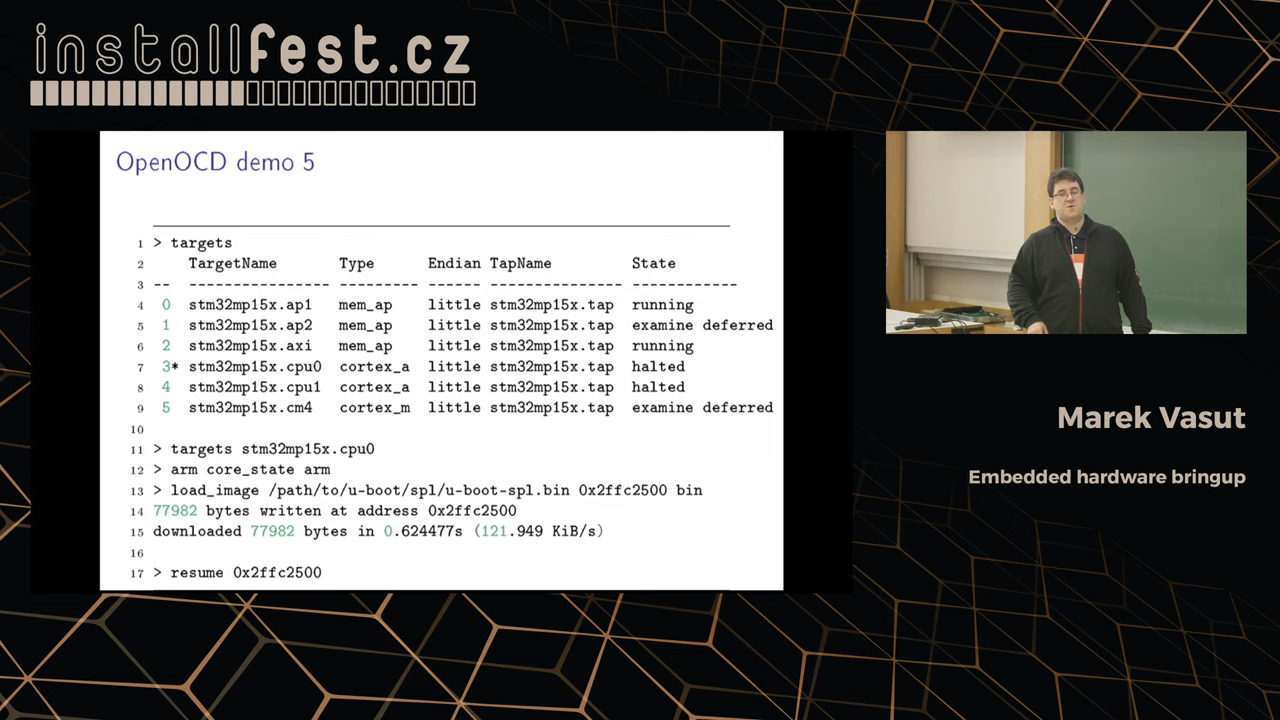 installfest.cz
OpenOCD demo 5
1 > targets
2 TargetName Type Endian TapName State
3 -- ---------------- --------- ------ --------------- ------------
4 0 stm32mp15x.ap1 mem_ap little stm32mp15x.tap running
5 1 stm32mp15x.ap2 mem_ap little stm32mp15x.tap examine deferred
6 2 stm32mp15x.axi mem_ap little stm32mp15x.tap running
7 3* stm32mp15x.cpu0 cortex_a little stm32mp15x.tap halted
8 4 stm32mp15x.cpu1 cortex_a little stm32mp15x.tap halted
9 5 stm32mp15x.cm4 cortex_m little stm32mp15x.tap examine deferred
10
11 > targets stm32mp15x.cpu0
12 > arm core_state arm
13 > load_image /path/to/u-boot/spl/u-boot-spl.bin 0x2ffc2500 bin
14 77982 bytes written at address 0x2ffc2500
15 downloaded 77982 bytes in 0.624477s (121.949 KiB/s)
16
17 > resume 0x2ffc2500
Marek Vasut
Embedded hardware bringup